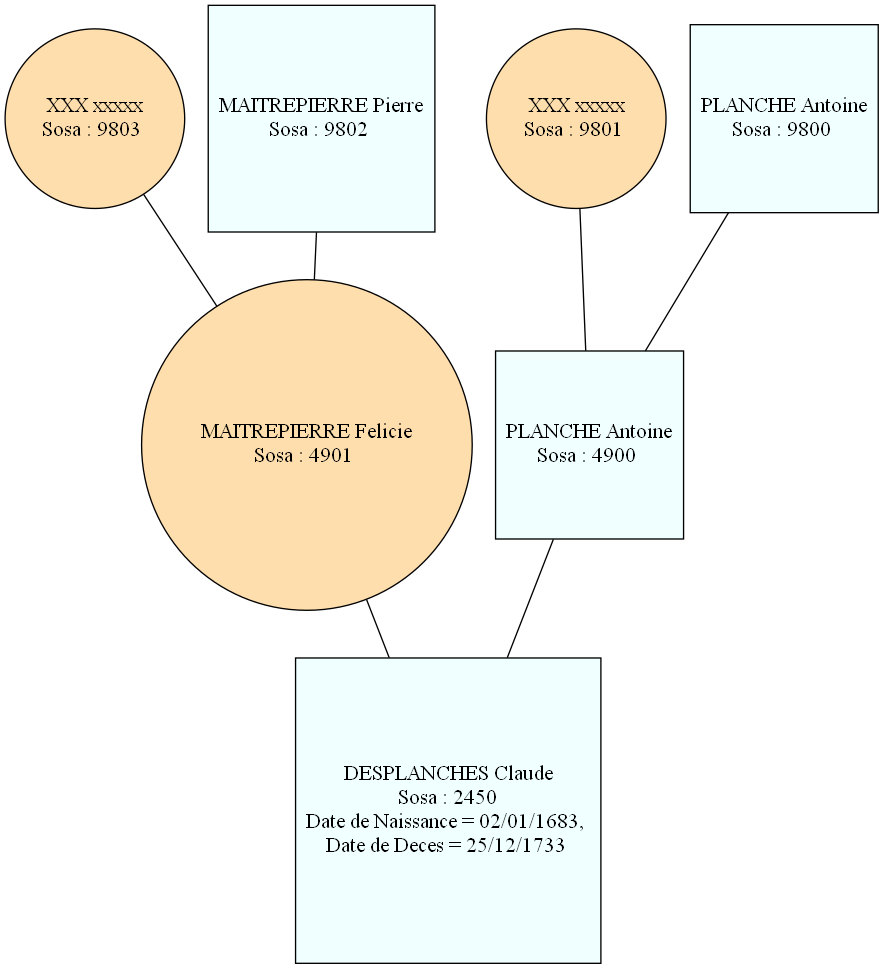 XXX xxxxx
Sosa : 9803
MAITREPIERRE Pierre
Sosa : 9802
XXX xxxxx
Sosa : 9801
PLANCHE Antoine
Sosa : 9800
MAITREPIERRE Felicie
Sosa : 4901
PLANCHE Antoine
Sosa : 4900
DESPLANCHES Claude
Sosa : 2450
Date de Naissance = 02/01/1683,
Date de Deces = 25/12/1733